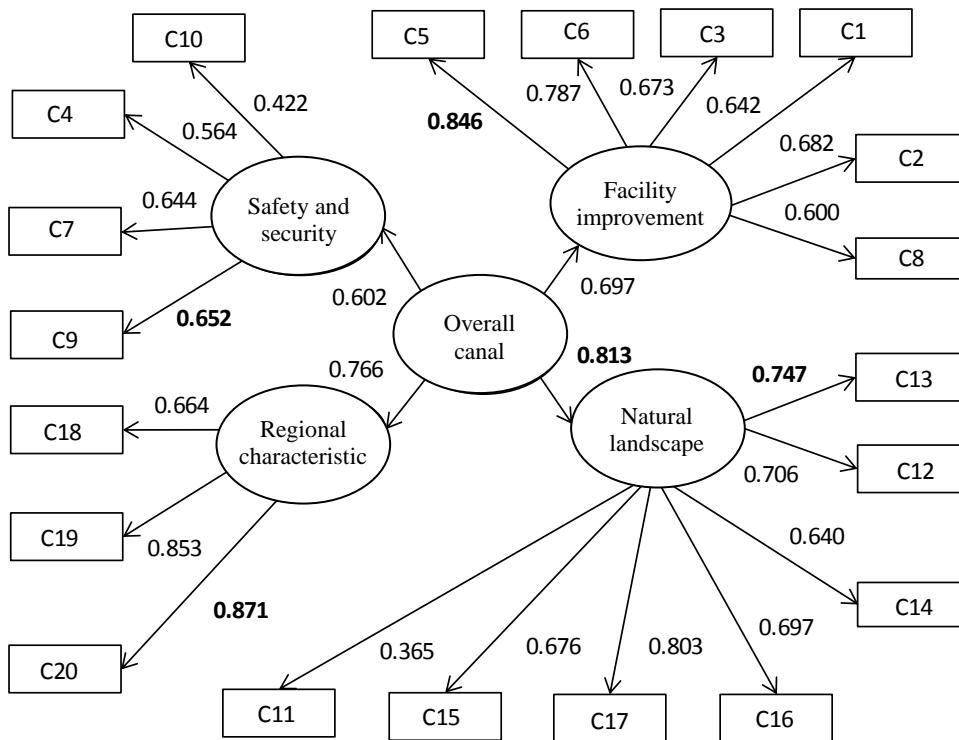 C10
C5
C6
C3
C1
C4
0.422
0.787
0.673
0.642
0.564
0.846
0.682
C2
Safety and
security
Facility
improvement
0.644
C7
0.600
C8
0.602
0.697
0.652
C9
Overall
canal
0.813
0.766
0.747
C13
0.664
C18
Regional
characteristic
Natural
landscape
0.706
C12
C19
0.853
0.640
C14
0.871
0.365
0.676
0.803
0.697
C20
C11
C15
C17
C16